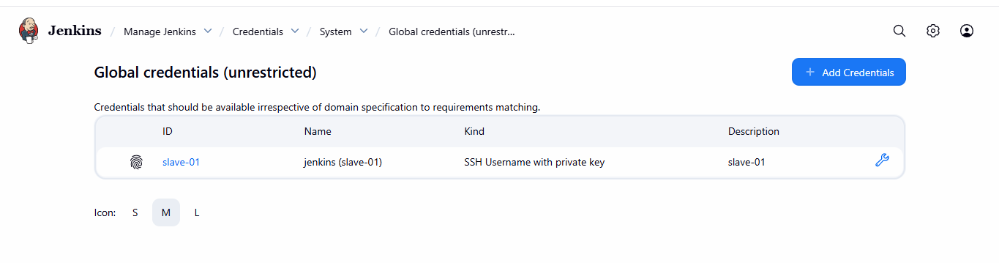 Jenkins / Manage Jenkins / Credentials / System / Global credentials (unrestr...
Global credentials (unrestricted)
+ Add Credentials
Credentials that should be available irrespective of domain specification to requirements matching.
ID Name Kind Description
slave-01 jenkins (slave-01) SSH Username with private key slave-01
Icon: S M L